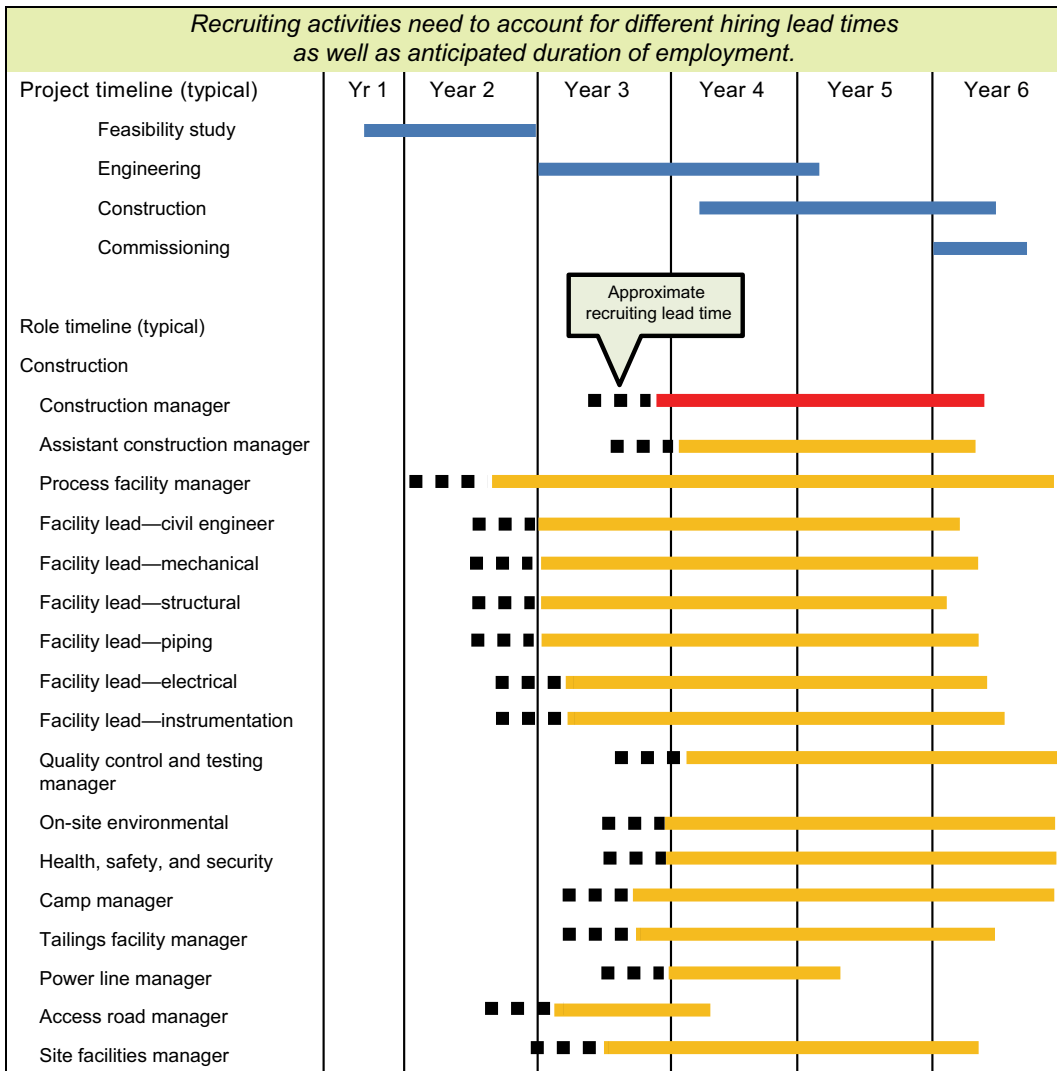 Recruiting activities need to account for different hiring lead times
as well as anticipated duration of employment.
Project timeline (typical) Yr 1 Year 2 Year 3 Year 4 Year 5 Year 6
Feasibility study
Engineering
Construction
Commissioning
Approximate
recruiting lead time
Role timeline (typical)
Construction
Construction manager
Assistant construction manager
Process facility manager
Facility lead—civil engineer
Facility lead—mechanical
Facility lead—structural
Facility lead—piping
Facility lead—electrical
Facility lead—instrumentation
Quality control and testing
manager
On-site environmental
Health, safety, and security
Camp manager
Tailings facility manager
Power line manager
Access road manager
Site facilities manager